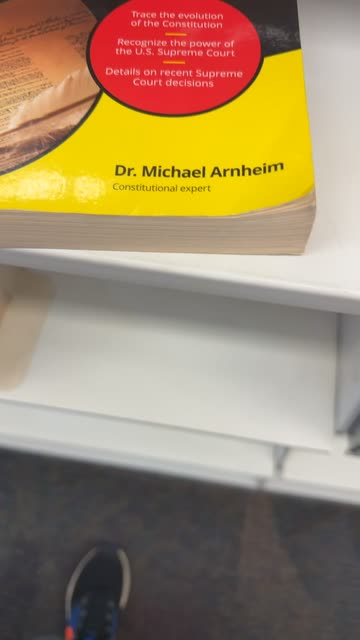 Trace the evolution
of the Constitution
Recognize the power of
the U.S. Supreme Court
Details on recent Supreme
Court decisions
Dr. Michael Arnheim
Constitutional expert